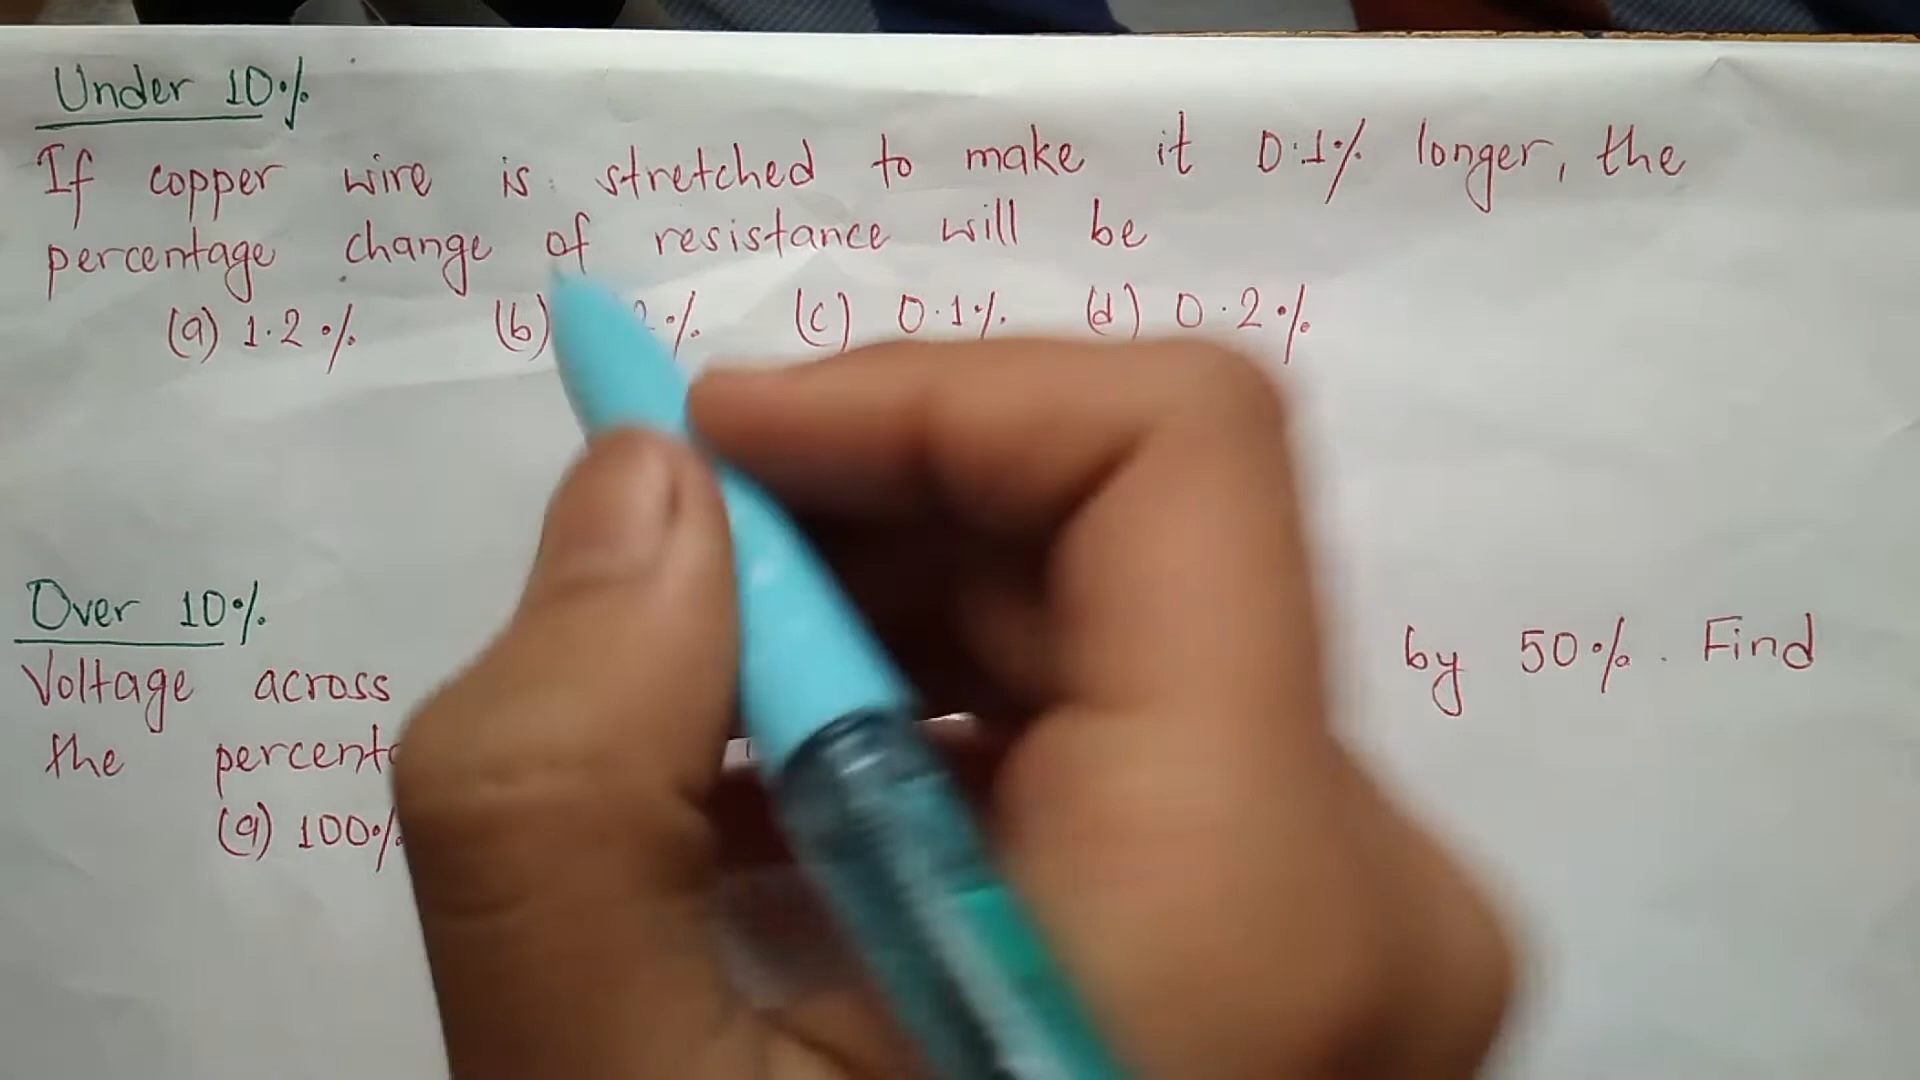 Under 10%
If copper wire is stretched to make it 0.1% longer, the
percentage change of resistance will be
(a) 1.2% (b) % (c) 0.1% (d) 0.2%
Over 10%
Voltage across by 50%. Find
the
(a) 100%